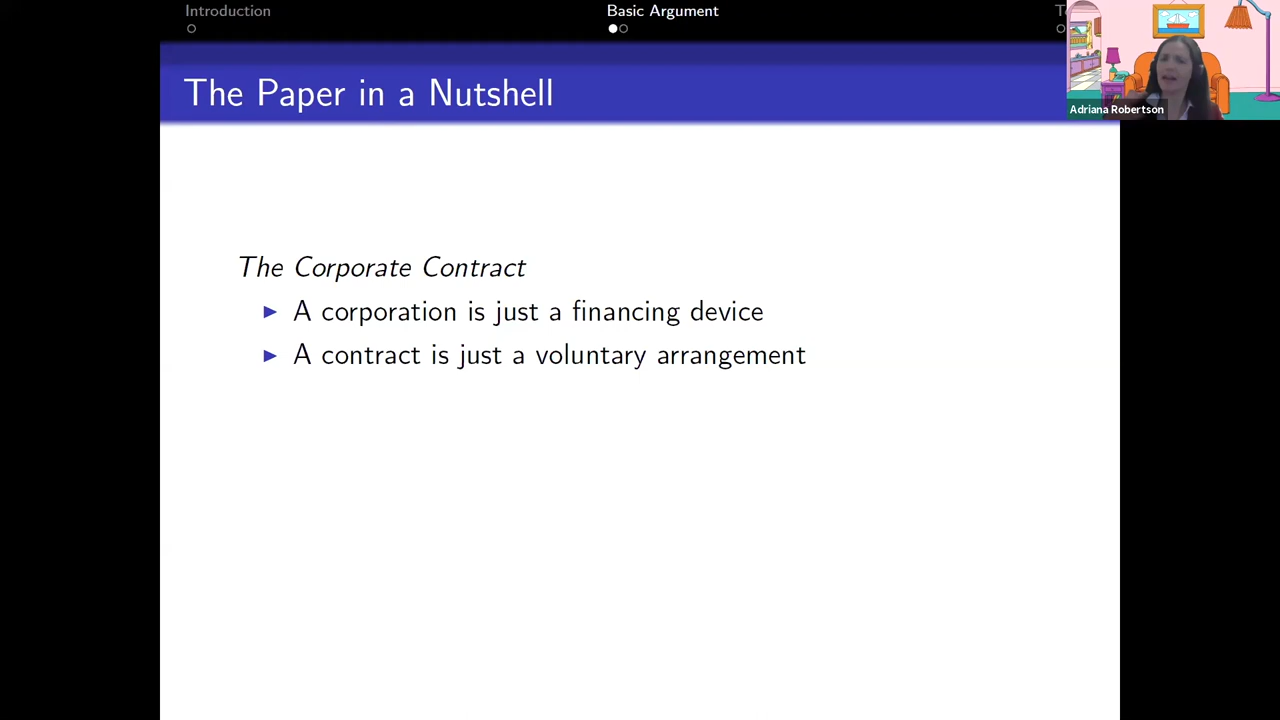 Introduction
Basic Argument
Adriana Robertson
The Paper in a Nutshell
The Corporate Contract
A corporation is just a financing device
A contract is just a voluntary arrangement